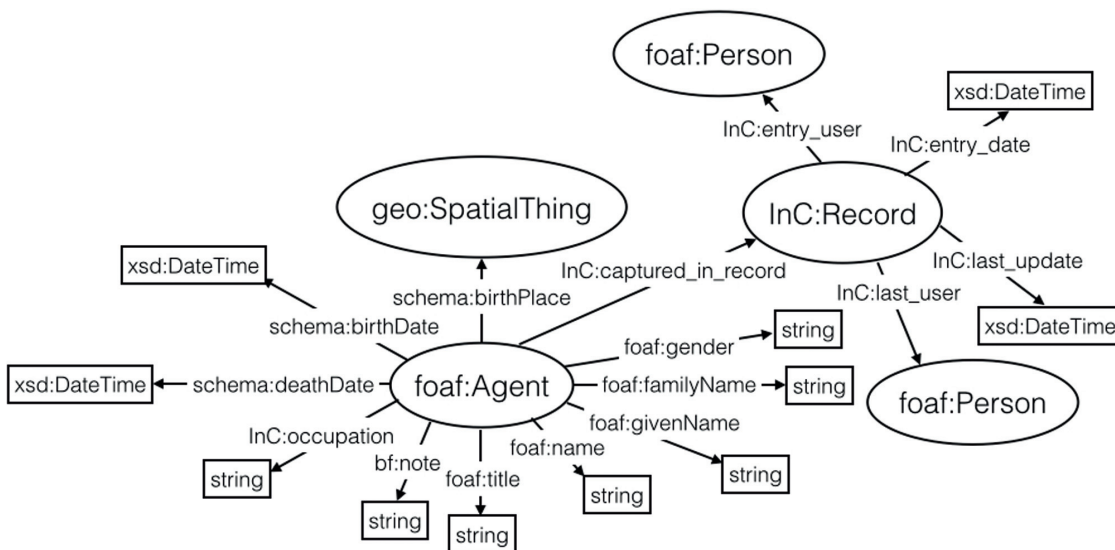 foaf:Person
xsd:DateTime
InC:entry_user
InC:entry_date
geo:SpatialThing
InC:Record
xsd:DateTime
InC:captured_in_record
InC:last_update
schema:birthPlace
InC:last_user
schema:birthDate
string
xsd:DateTime
foaf:gender
xsd:DateTime
schema:deathDate
foaf:Agent
foaf:familyName
string
foaf:Person
InC:occupation
foaf:givenName
foaf:name
bf:note
string
foaf:title
string
string
string
string